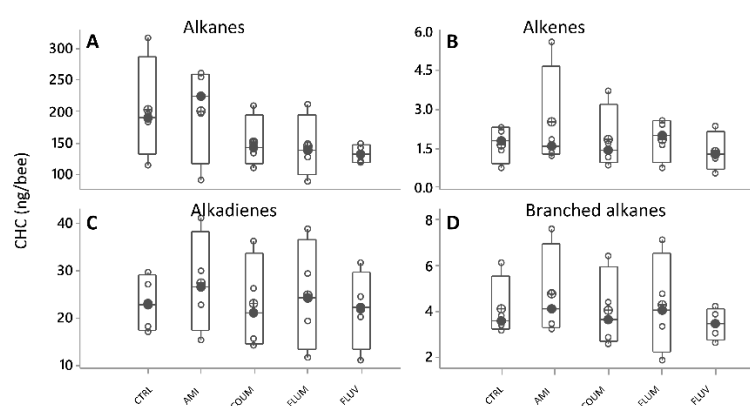 Alkanes
Alkenes
A
B
300
250
200
150
100
6.0
4.5
3.0
1.5
0.0
CHC (ng/bee)
Alkadienes
Branched alkanes
C
D
40
30
20
10
8
6
4
2
CTRL
AMI
COUM
FLUM
FLUV
CTRL
AMI
COUM
FLUM
FLUV